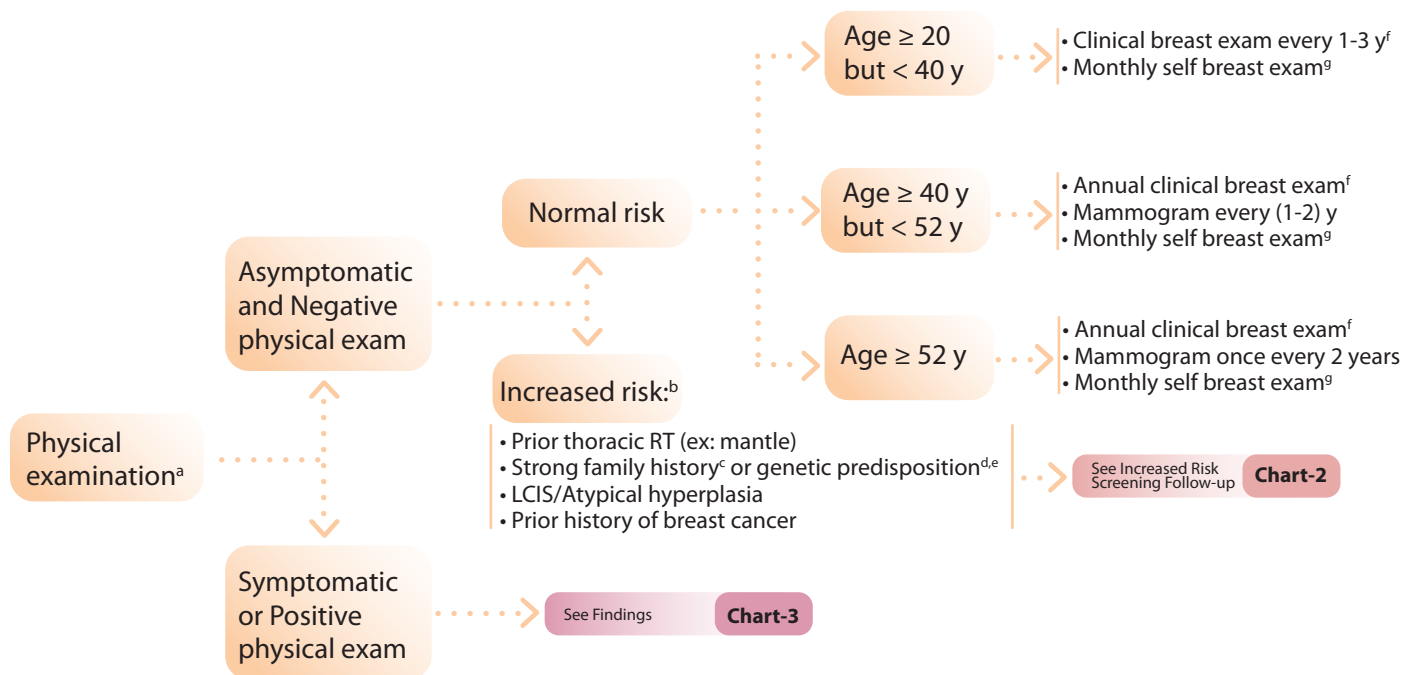 Physical
examinationᵃ
Asymptomatic
and Negative
physical exam
Symptomatic
or Positive
physical exam
Normal risk
Increased risk:ᵇ
• Prior thoracic RT (ex: mantle)
• Strong family historyᶜ or genetic predispositionᵈ,ᵉ
• LCIS/Atypical hyperplasia
• Prior history of breast cancer
See Findings
Chart-3
Age ≥ 20
but < 40 y
• Clinical breast exam every 1-3 yᶠ
• Monthly self breast examᵍ
Age ≥ 40 y
but < 52 y
• Annual clinical breast examᶠ
• Mammogram every (1-2) y
• Monthly self breast examᵍ
Age ≥ 52 y
• Annual clinical breast examᶠ
• Mammogram once every 2 years
• Monthly self breast examᵍ
See Increased Risk
Screening Follow-up
Chart-2